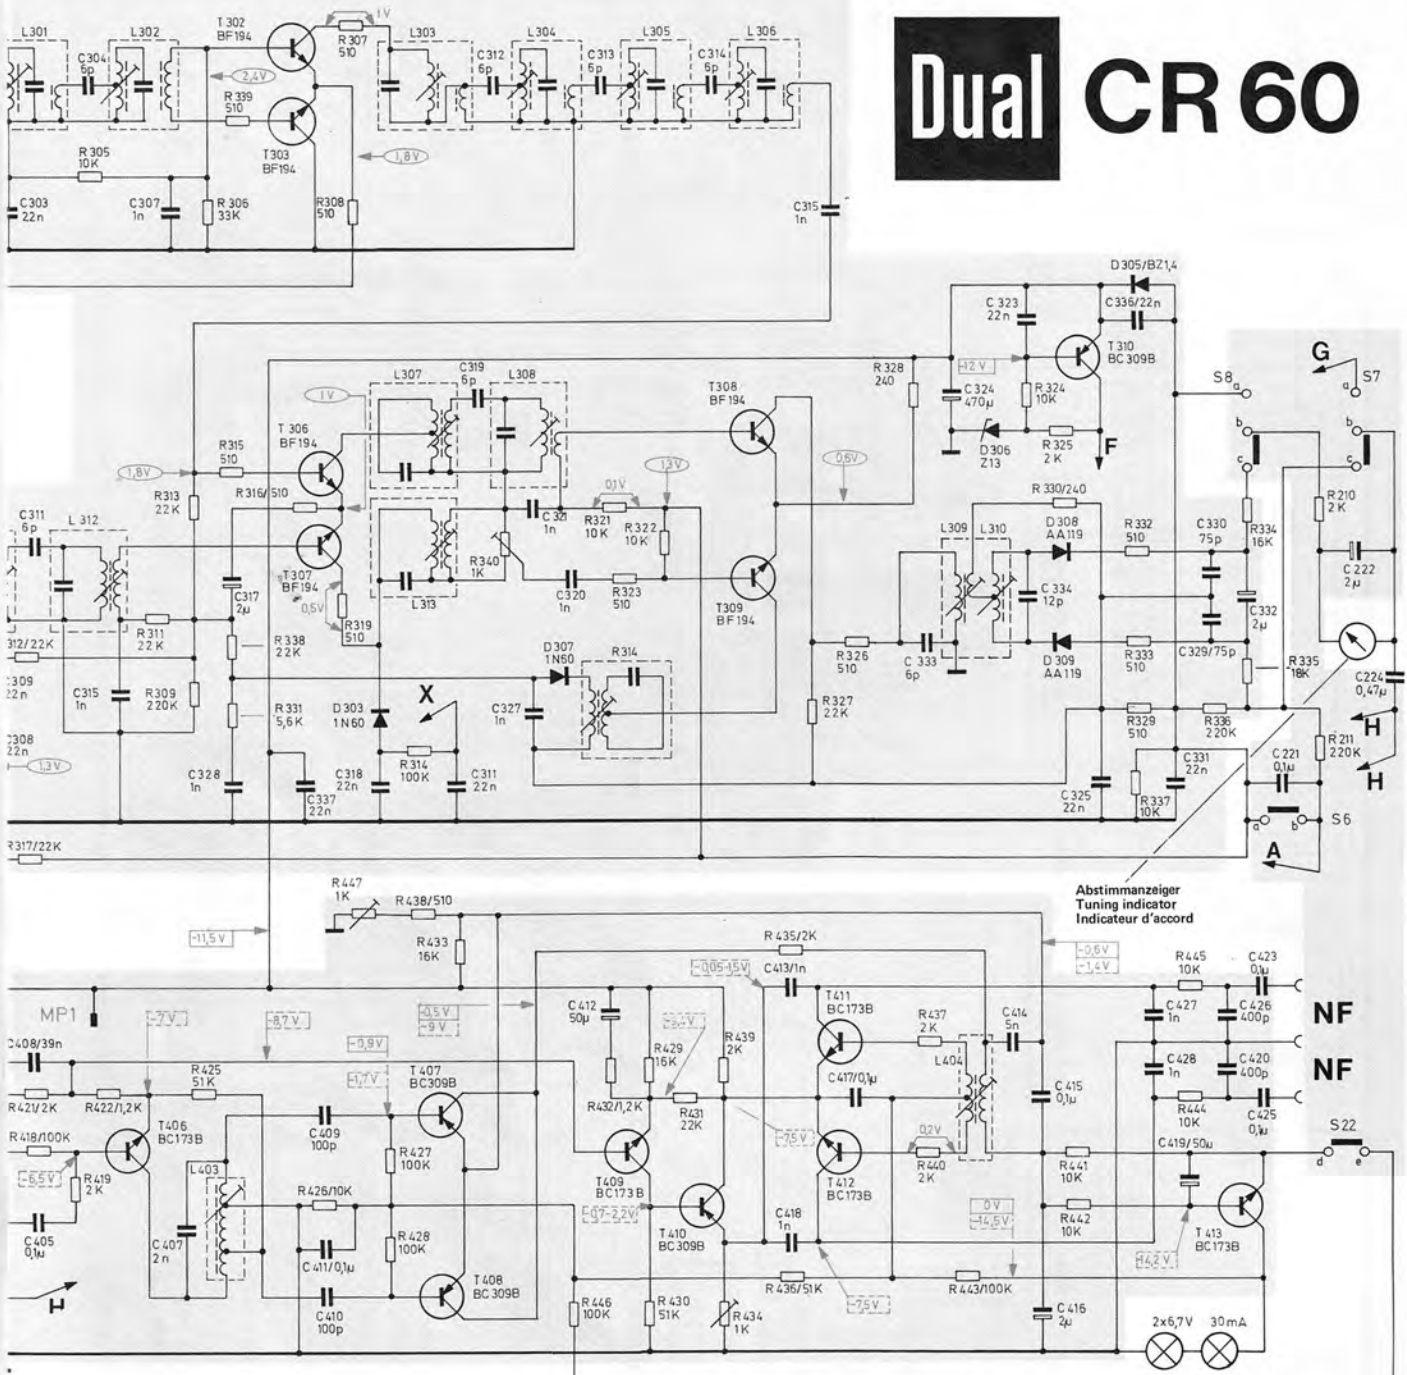 Dual CR 60
L301
C304
6p
L302
T302
BF194
R307
510
1V
L303
C312
6p
L304
C313
6p
L305
C314
6p
L306
2,4V
R339
510
T303
BF194
R305
10K
1,8V
C303
22n
C307
1n
R306
33K
R308
510
C315
1n
D305/BZ1,4
C323
22n
C336/22n
T310
BC309B
-12V
R328
240
C324
470µ
R324
10K
D306
Z13
R325
2K
F
G
S8
S7
a
a
b
b
c
c
L307
C319
6p
L308
T308
BF194
1V
T306
BF194
R315
510
1,8V
R313
22K
R316/510
1,3V
0,6V
0,1V
C321
1n
R321
10K
R322
10K
R330/240
R210
2K
C311
6p
L312
T307
BF194
R340
1K
L309
L310
D308
AA119
R332
510
C330
75p
R334
16K
C222
2µ
C317
2µ
0,5V
R319
510
L313
C320
1n
R323
510
T309
BF194
C334
12p
C332
2µ
R311
22K
R338
22K
D307
1N60
R314
R326
510
C333
6p
D309
AA119
R333
510
C329/75p
R335
18K
312/22K
C309
22n
C315
1n
R309
220K
R331
5,6K
D303
1N60
X
C327
1n
R327
22K
R329
510
R336
220K
C224
0,47µ
H
C308
22n
1,3V
C328
1n
C337
22n
C318
22n
R314
100K
C311
22n
C325
22n
R337
10K
C331
22n
C221
0,1µ
R211
220K
H
a
b
S6
R317/22K
A
Abstimmanzeiger
Tuning indicator
Indicateur d'accord
R447
1K
R438/510
-11,5V
R433
16K
R435/2K
-0,6V
-1,4V
-0,05-1,5V
C413/1n
R445
10K
C423
0,1µ
MP1
-7V
-8,7V
-0,5V
-9V
C412
50µ
T411
BC173B
R437
2K
C414
5n
C427
1n
C426
400p
NF
C408/39n
-0,9V
R439
2K
L404
R425
51K
-1,7V
T407
BC309B
R429
16K
C417/0,1µ
C428
1n
C420
400p
NF
R421/2K
R422/1,2K
R432/1,2K
R431
22K
C415
0,1µ
R444
10K
C425
0,1µ
R418/100K
T406
BC173B
C409
100p
-7,5V
0,2V
C419/50µ
S22
-6,5V
R419
2K
L403
R427
100K
T409
BC173B
T412
BC173B
R440
2K
R441
10K
d
e
R426/10K
-0,7-2,2V
C418
1n
0V
-14,5V
R442
10K
T413
BC173B
C405
0,1µ
C407
2n
C411/0,1µ
R428
100K
T410
BC309B
-14,2V
H
T408
BC309B
R436/51K
R443/100K
C410
100p
R446
100K
R430
51K
R434
1K
-7,5V
C416
2µ
2x6,7V
30mA